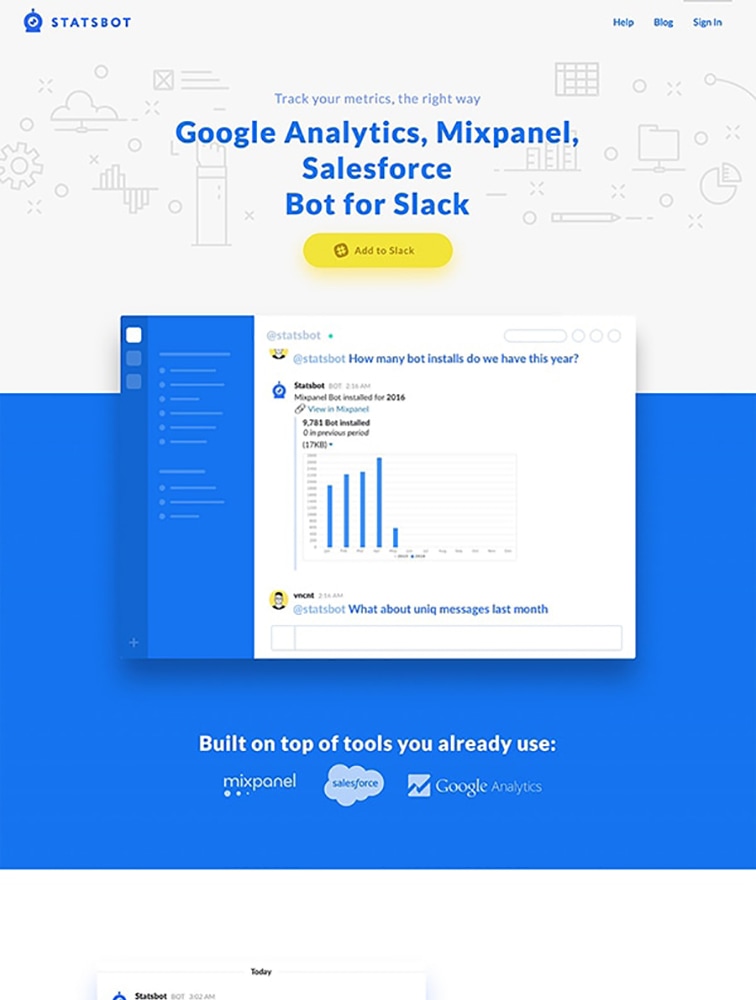 STATSBOT
Help Blog Sign In
Track your metrics, the right way
Google Analytics, Mixpanel,
Salesforce
Bot for Slack
Add to Slack
@statsbot
@statsbot How many bot installs do we have this year?
Statsbot BOT 2:16 AM
Mixpanel Bot installed for 2016
View in Mixpanel
9,781 Bot installed
0 in previous period
(17KB)
vncnt 2:16 AM
@statsbot What about uniq messages last month
Built on top of tools you already use:
mixpanel
salesforce
Google Analytics
Today
Statsbot BOT 3:02 AM